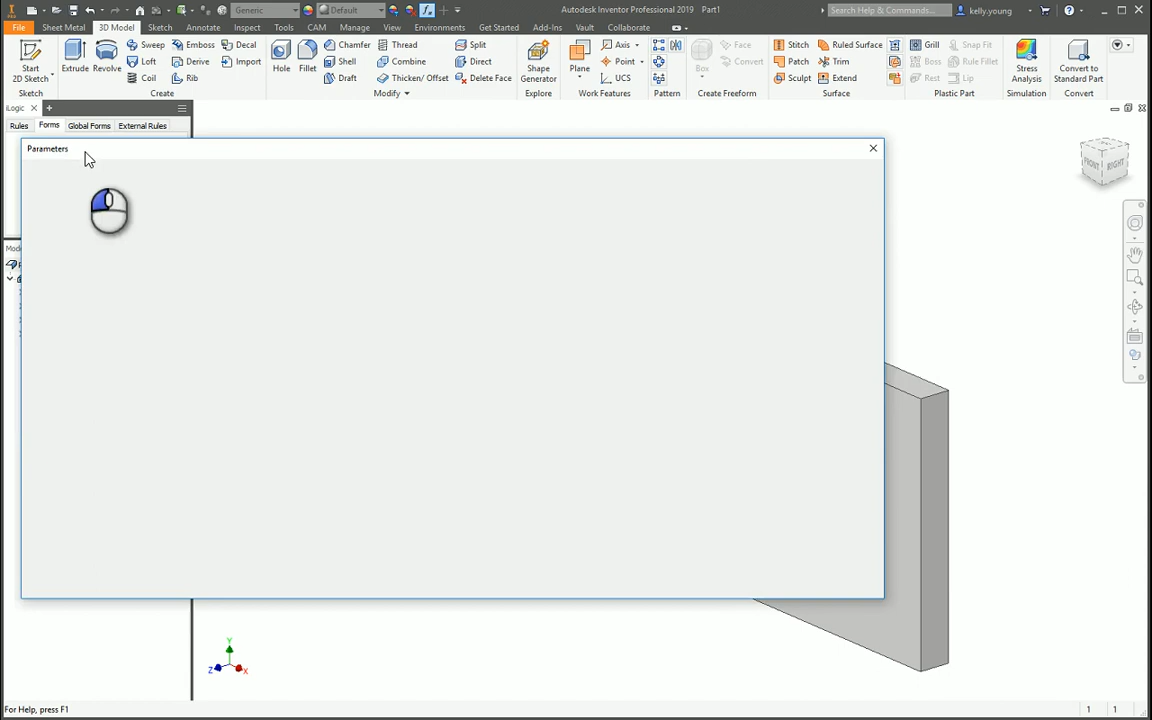 Generic
Default
Autodesk Inventor Professional 2019 Part1
Search Help & Commands...
kelly.young
File Sheet Metal 3D Model Sketch Annotate Inspect Tools CAM Manage View Environments Get Started Add-Ins Vault Collaborate
Start
2D Sketch
Sketch
Extrude
Revolve
Sweep
Loft
Coil
Emboss
Derive
Rib
Decal
Import
Create
Hole
Fillet
Chamfer
Shell
Draft
Thread
Combine
Thicken/ Offset
Split
Direct
Delete Face
Modify
Shape
Generator
Explore
Plane
Axis
Point
UCS
Work Features
Pattern
Box
Face
Convert
Create Freeform
Stitch
Patch
Sculpt
Ruled Surface
Trim
Extend
Surface
Grill
Boss
Rest
Snap Fit
Rule Fillet
Lip
Plastic Part
Stress
Analysis
Simulation
Convert to
Standard Part
Convert
iLogic
Rules Forms Global Forms External Rules
Parameters
FRONT
RIGHT
Y
Z
X
For Help, press F1
1 1